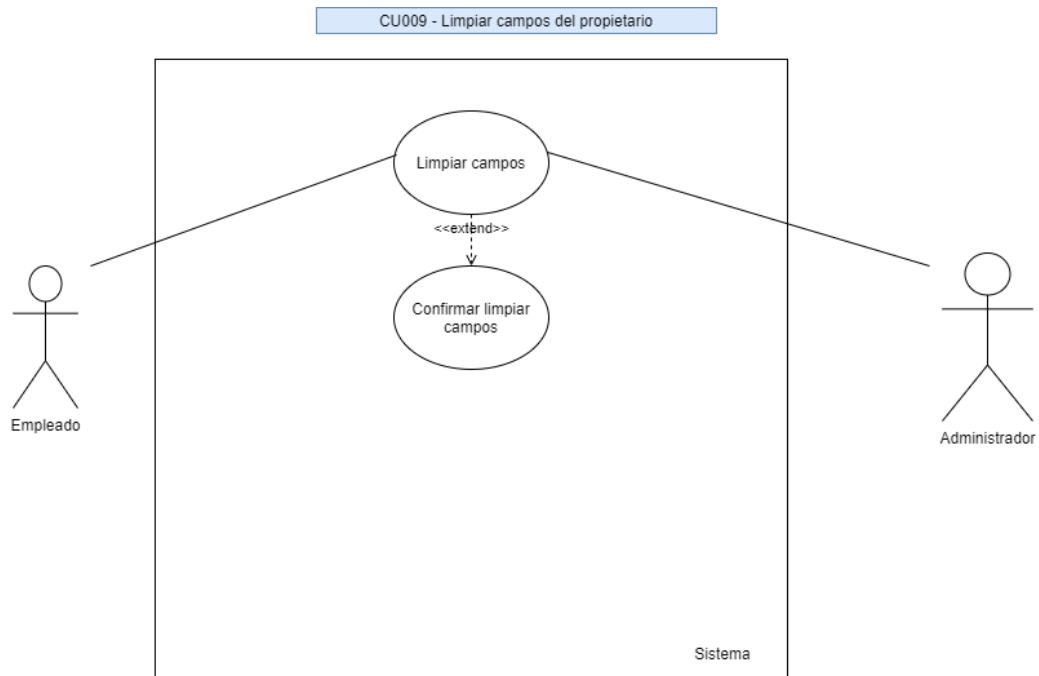 CU009 - Limpiar campos del propietario
Limpiar campos
<<extend>>
Confirmar limpiar
campos
Empleado
Administrador
Sistema